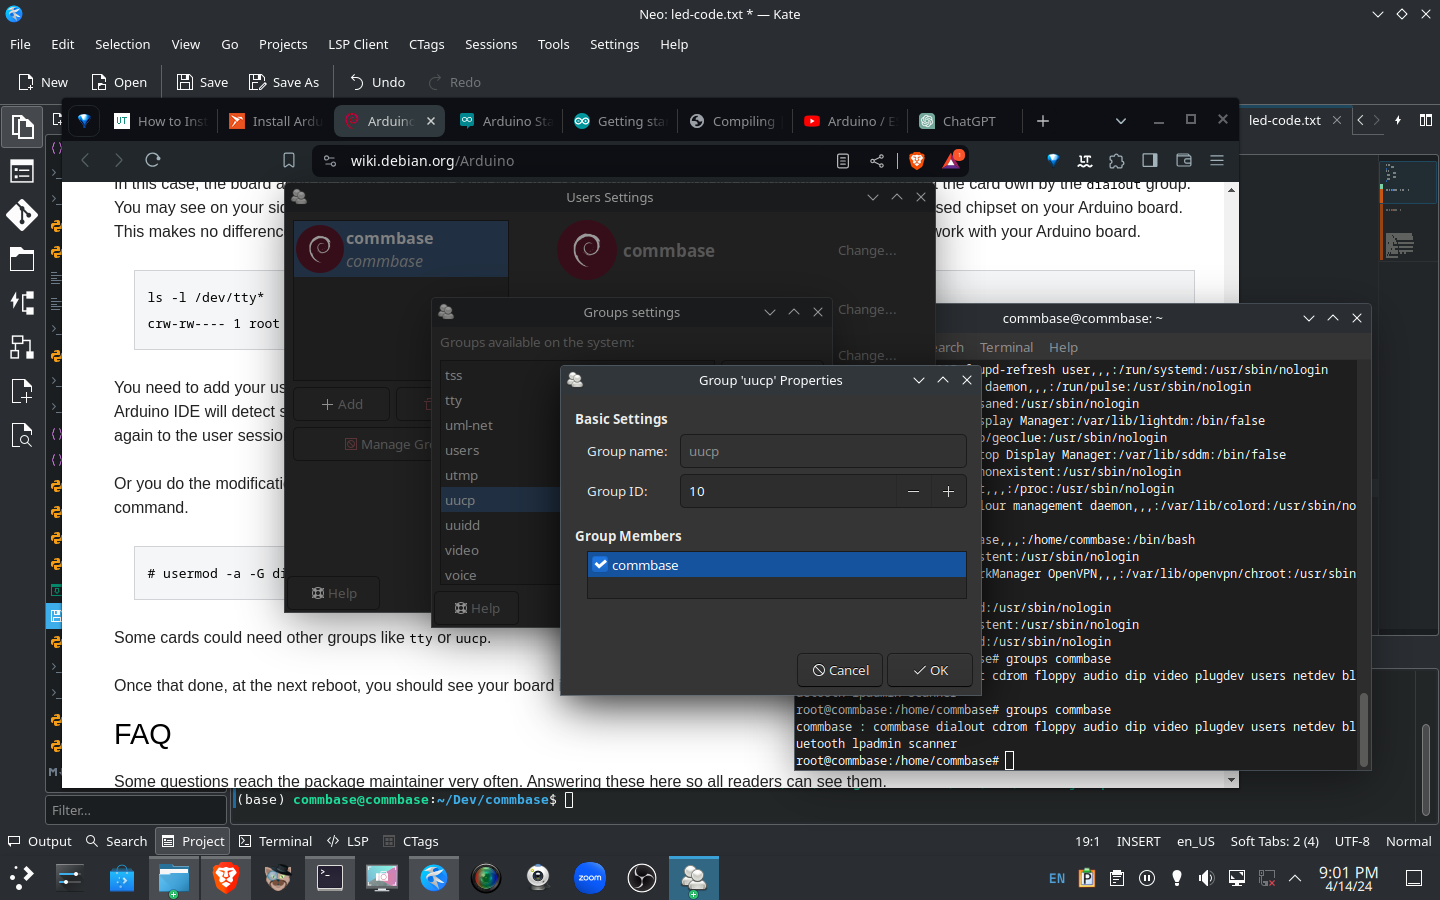 Neo: led-code.txt * — Kate
File Edit Selection View Go Projects LSP Client CTags Sessions Tools Settings Help
New Open Save Save As Undo Redo
How to Inst Install Ardu Arduino Arduino Sta Getting sta Compiling Arduino / E ChatGPT
led-code.txt
wiki.debian.org/Arduino
1
In this case, the board a
the card own by the dialout group.
You may see on your sid
sed chipset on your Arduino board.
This makes no differenc
work with your Arduino board.
ls -l /dev/tty*
crw-rw---- 1 root
You need to add your us
Arduino IDE will detect s
again to the user sessio
Or you do the modificati
command.
# usermod -a -G di
Some cards could need other groups like tty or uucp.
Once that done, at the next reboot, you should see your board
FAQ
Some questions reach the package maintainer very often. Answering these here so all readers can see them.
Users Settings
commbase
commbase
commbase
Change...
Change...
Change...
Add
Manage Gro
Help
Groups settings
Groups available on the system:
tss
tty
uml-net
users
utmp
uucp
uuidd
video
voice
Help
Group 'uucp' Properties
Basic Settings
Group name: uucp
Group ID: 10
Group Members
commbase
Cancel OK
commbase@commbase: ~
earch Terminal Help
upd-refresh user,,,:/run/systemd:/usr/sbin/nologin
daemon,,,:/run/pulse:/usr/sbin/nologin
saned:/usr/sbin/nologin
splay Manager:/var/lib/lightdm:/bin/false
/geoclue:/usr/sbin/nologin
op Display Manager:/var/lib/sddm:/bin/false
nonexistent:/usr/sbin/nologin
,,,:/proc:/usr/sbin/nologin
lour management daemon,,,:/var/lib/colord:/usr/sbin/no
ase,,,:/home/commbase:/bin/bash
stent:/usr/sbin/nologin
rkManager OpenVPN,,,:/var/lib/openvpn/chroot:/usr/sbin
d:/usr/sbin/nologin
stent:/usr/sbin/nologin
d:/usr/sbin/nologin
e# groups commbase
t cdrom floppy audio dip video plugdev users netdev bl
uetooth lpadmin scanner
root@commbase:/home/commbase# groups commbase
commbase : commbase dialout cdrom floppy audio dip video plugdev users netdev bl
uetooth lpadmin scanner
root@commbase:/home/commbase#
Filter...
(base) commbase@commbase:~/Dev/commbase$
Output Search Project Terminal LSP CTags
19:1 INSERT en_US Soft Tabs: 2 (4) UTF-8 Normal
zoom
EN
9:01 PM
4/14/24